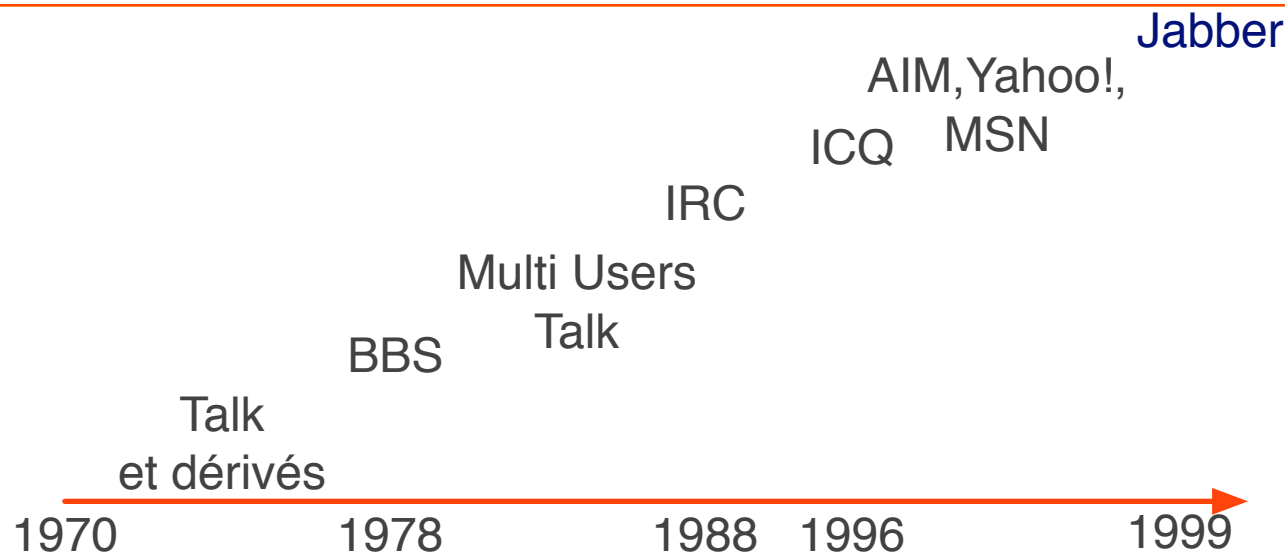 Jabber
AIM,Yahoo!,
MSN
ICQ
IRC
Multi Users
Talk
BBS
Talk
et dérivés
1970
1978
1988
1996
1999